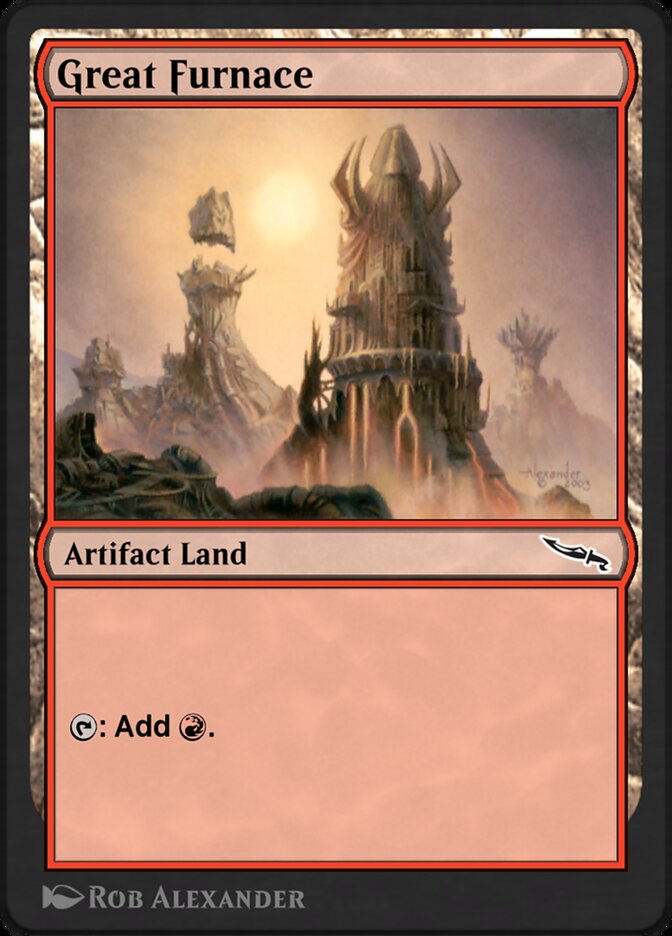 Great Furnace
Alexander
© 2003
Artifact Land
: Add .
Rob Alexander